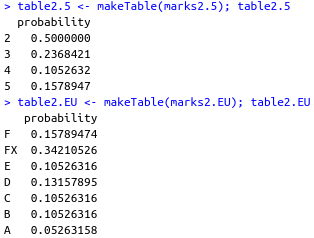 > table2.5 <- makeTable(marks2.5); table2.5
  probability
2   0.5000000
3   0.2368421
4   0.1052632
5   0.1578947
> table2.EU <- makeTable(marks2.EU); table2.EU
   probability
F   0.15789474
FX  0.34210526
E   0.10526316
D   0.13157895
C   0.10526316
B   0.10526316
A   0.05263158